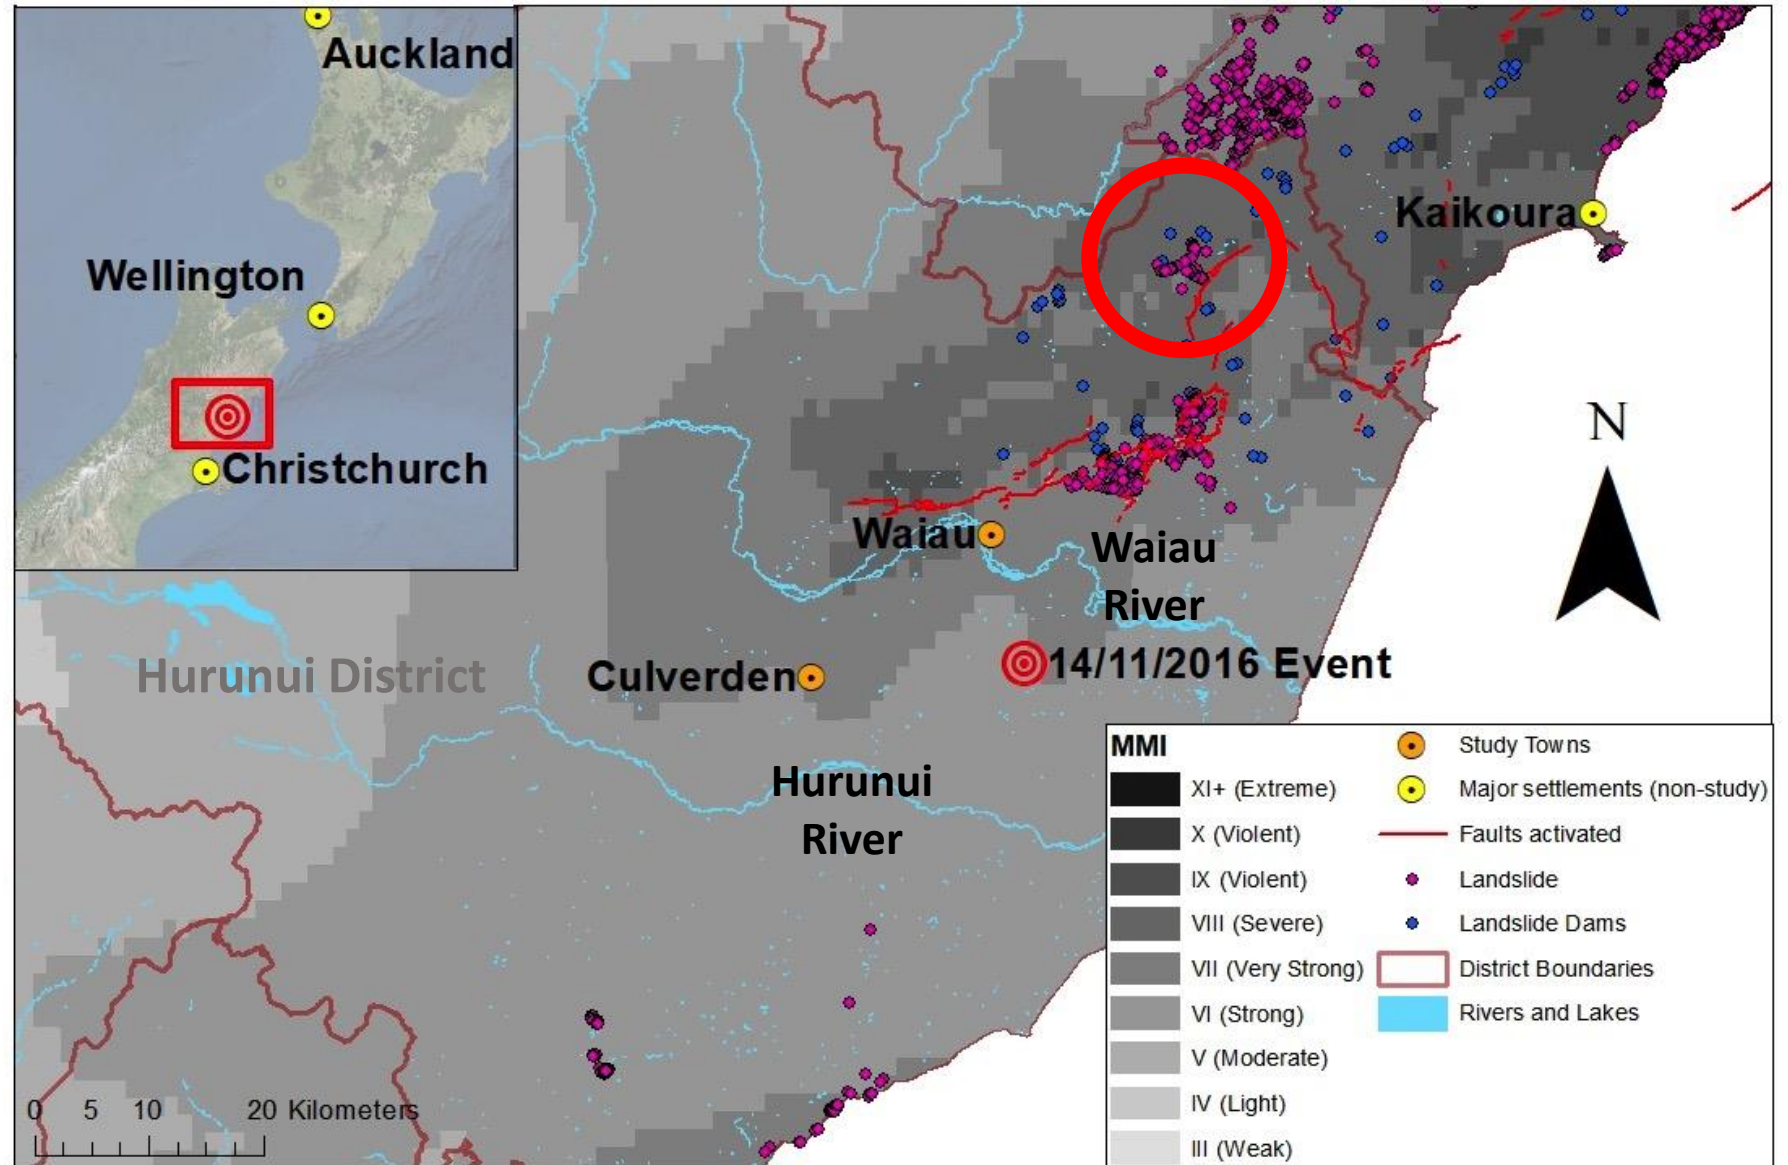 Auckland
Wellington
Christchurch
Kaikoura
N
Waiau
Waiau
River
14/11/2016 Event
Hurunui District
Culverden
Hurunui
River
0 5 10 20 Kilometers
MMI
XI+ (Extreme)
X (Violent)
IX (Violent)
VIII (Severe)
VII (Very Strong)
VI (Strong)
V (Moderate)
IV (Light)
III (Weak)
Study Towns
Major settlements (non-study)
Faults activated
Landslide
Landslide Dams
District Boundaries
Rivers and Lakes